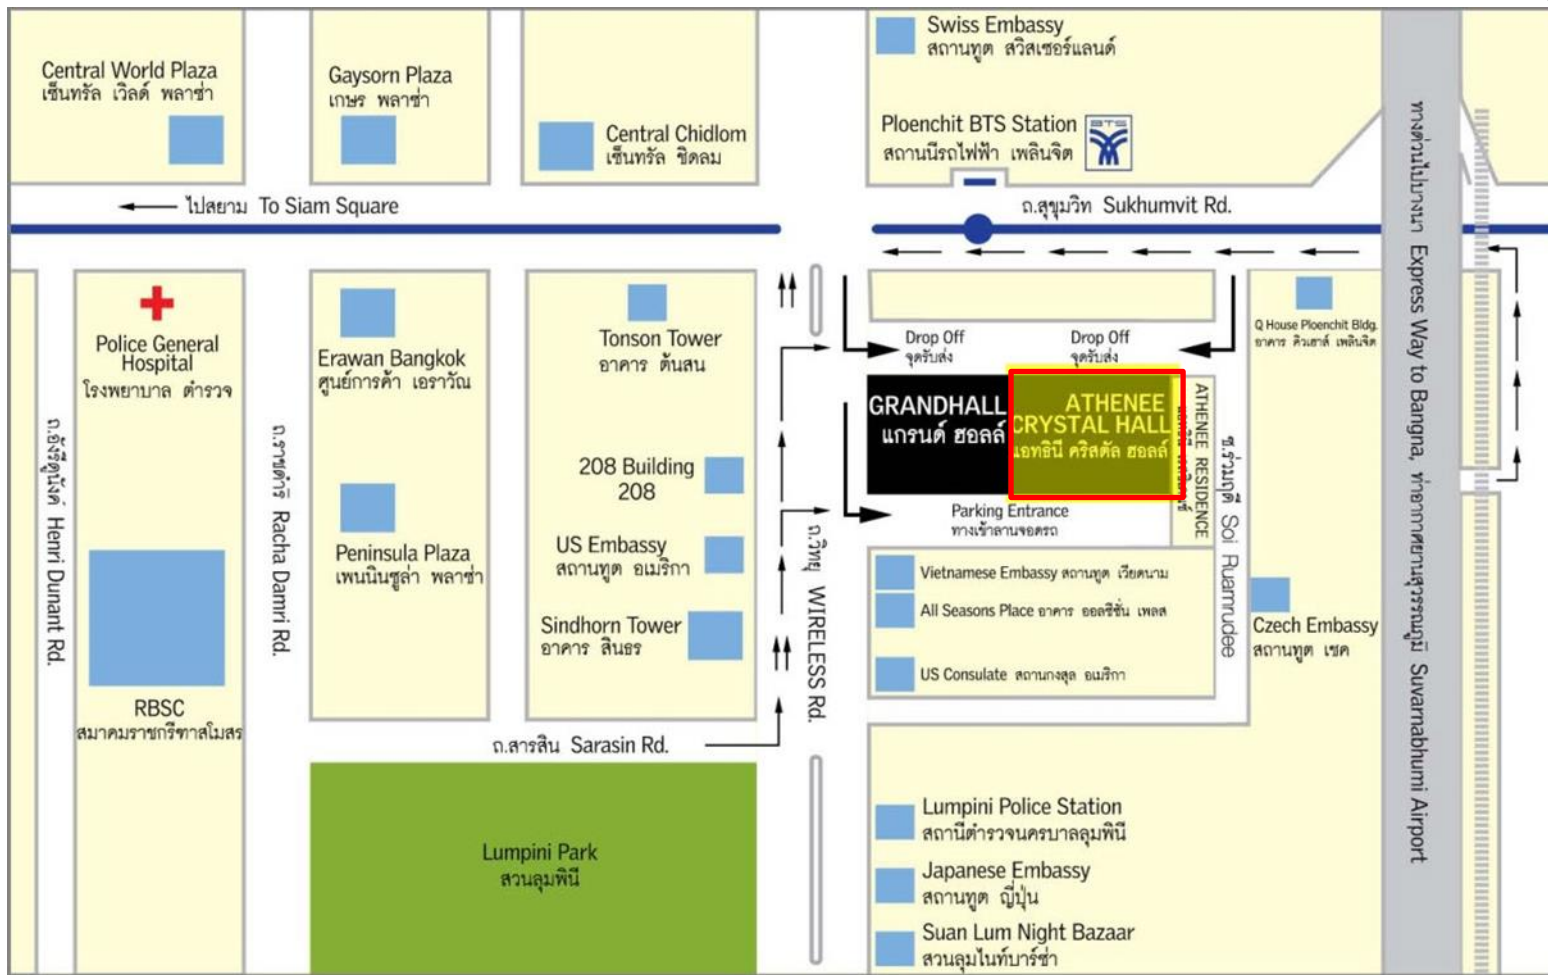 Central World Plaza
เซ็นทรัล เวิลด์ พลาซ่า
Gaysorn Plaza
เกษร พลาซ่า
Central Chidlom
เซ็นทรัล ชิดลม
Swiss Embassy
สถานทูต สวิสเซอร์แลนด์
Ploenchit BTS Station
สถานนีรถไฟฟ้า เพลินจิต
BTS
ไปสยาม To Siam Square
ถ.สุขุมวิท Sukhumvit Rd.
Police General
Hospital
โรงพยาบาล ตำรวจ
Erawan Bangkok
ศูนย์การค้า เอราวัณ
Tonson Tower
อาคาร ต้นสน
Drop Off
จุดรับส่ง
Drop Off
จุดรับส่ง
Q House Ploenchit Bldg.
อาคาร คิวเฮาส์ เพลินจิต
GRANDHALL
แกรนด์ ฮอลล์
ATHENEE
CRYSTAL HALL
แอทธินี คริสตัล ฮอลล์
ATHENEE RESIDENCE
208 Building
208
US Embassy
สถานทูต อเมริกา
Sindhorn Tower
อาคาร สินธร
Peninsula Plaza
เพนนินซูล่า พลาซ่า
Parking Entrance
ทางเข้าลานจอดรถ
Vietnamese Embassy สถานทูต เวียดนาม
All Seasons Place อาคาร ออลซีซั่น เพลส
US Consulate สถานกงสุล อเมริกา
Czech Embassy
สถานทูต เชค
RBSC
สมาคมราชกรีฑาสโมสร
ถ.อังรีดูนังต์ Henri Dunant Rd.
ถ.ราชดำริ Racha Damri Rd.
ถ.วิทยุ WIRELESS Rd.
ซ.ร่วมฤดี Soi Ruamrudee
ทางด่วนไปบางนา Express Way to Bangna, ท่าอากาศยานสุวรรณภูมิ Suvarnabhumi Airport
ถ.สารสิน Sarasin Rd.
Lumpini Park
สวนลุมพินี
Lumpini Police Station
สถานีตำรวจนครบาลลุมพินี
Japanese Embassy
สถานทูต ญี่ปุ่น
Suan Lum Night Bazaar
สวนลุมไนท์บาร์ซ่า